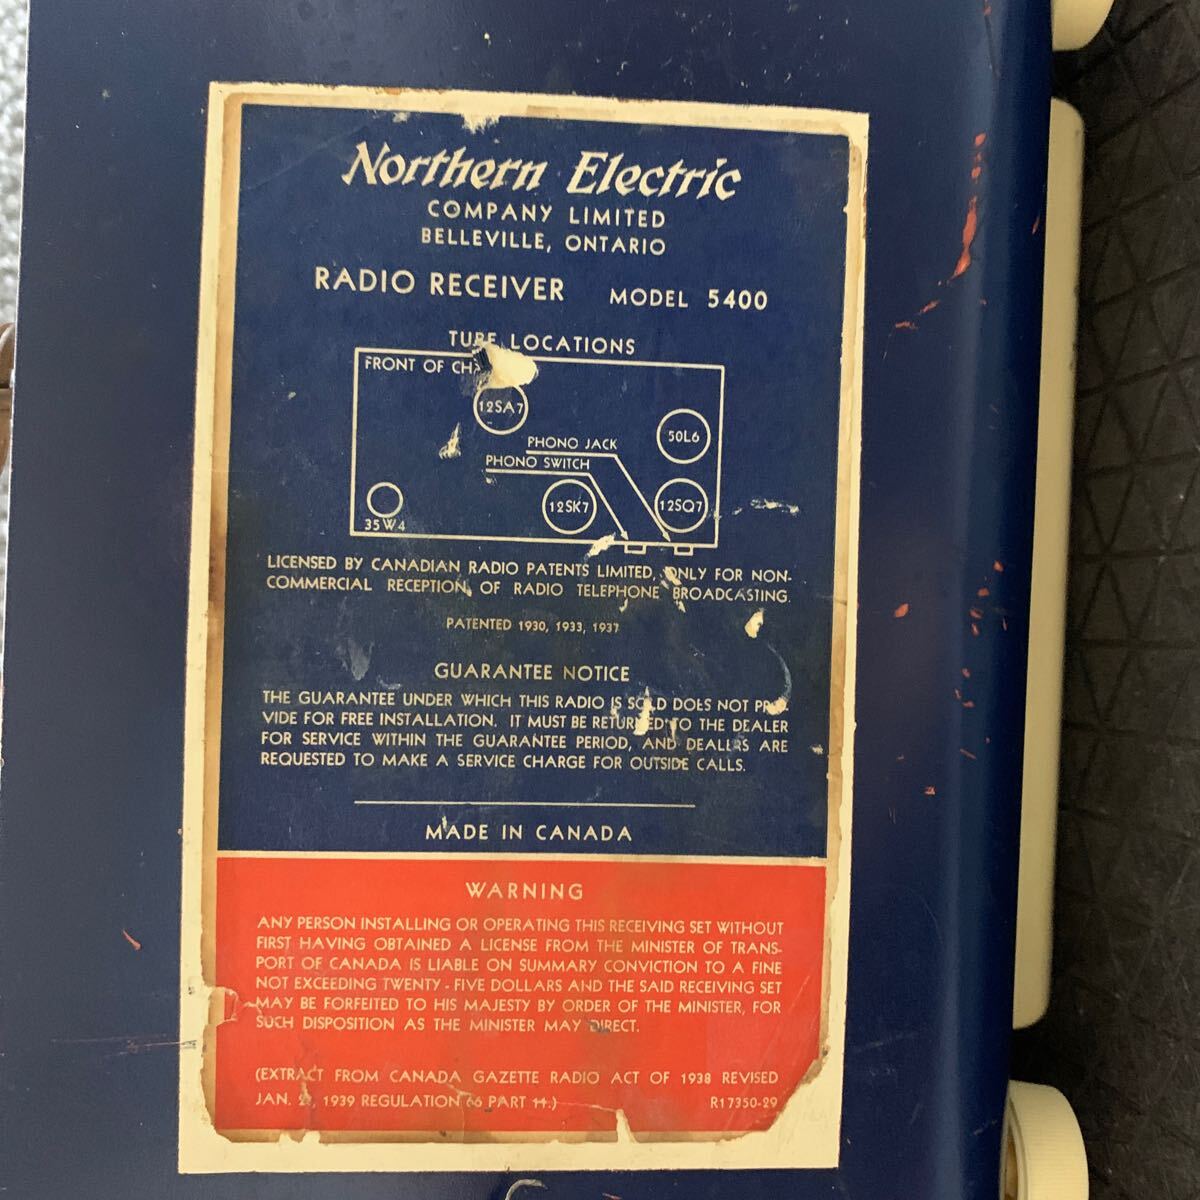 Northern Electric
COMPANY LIMITED
BELLEVILLE, ONTARIO
RADIO RECEIVER MODEL 5400
TUBE LOCATIONS
FRONT OF
12SA7
50L6
PHONO JACK
PHONO SWITCH
12SK7
12SQ7
35W4
LICENSED BY CANADIAN RADIO PATENTS LIMITED, ONLY FOR NON-
COMMERCIAL RECEPTION, OF RADIO TELEPHONE BROADCASTING.
PATENTED 1930, 1933, 1937
GUARANTEE NOTICE
THE GUARANTEE UNDER WHICH THIS RADIO IS SOLD DOES NOT PRO-
VIDE FOR FREE INSTALLATION. IT MUST BE RETURNED TO THE DEALER
FOR SERVICE WITHIN THE GUARANTEE PERIOD, AND DEALERS ARE
REQUESTED TO MAKE A SERVICE CHARGE FOR OUTSIDE CALLS.
MADE IN CANADA
WARNING
ANY PERSON INSTALLING OR OPERATING THIS RECEIVING SET WITHOUT
FIRST HAVING OBTAINED A LICENSE FROM THE MINISTER OF TRANS-
PORT OF CANADA IS LIABLE ON SUMMARY CONVICTION TO A FINE
NOT EXCEEDING TWENTY-FIVE DOLLARS AND THE SAID RECEIVING SET
MAY BE FORFEITED TO HIS MAJESTY BY ORDER OF THE MINISTER, FOR
SUCH DISPOSITION AS THE MINISTER MAY DIRECT.
(EXTRACT FROM CANADA GAZETTE RADIO ACT OF 1938 REVISED
JAN. 1939 REGULATION PART 11.) R17350-29